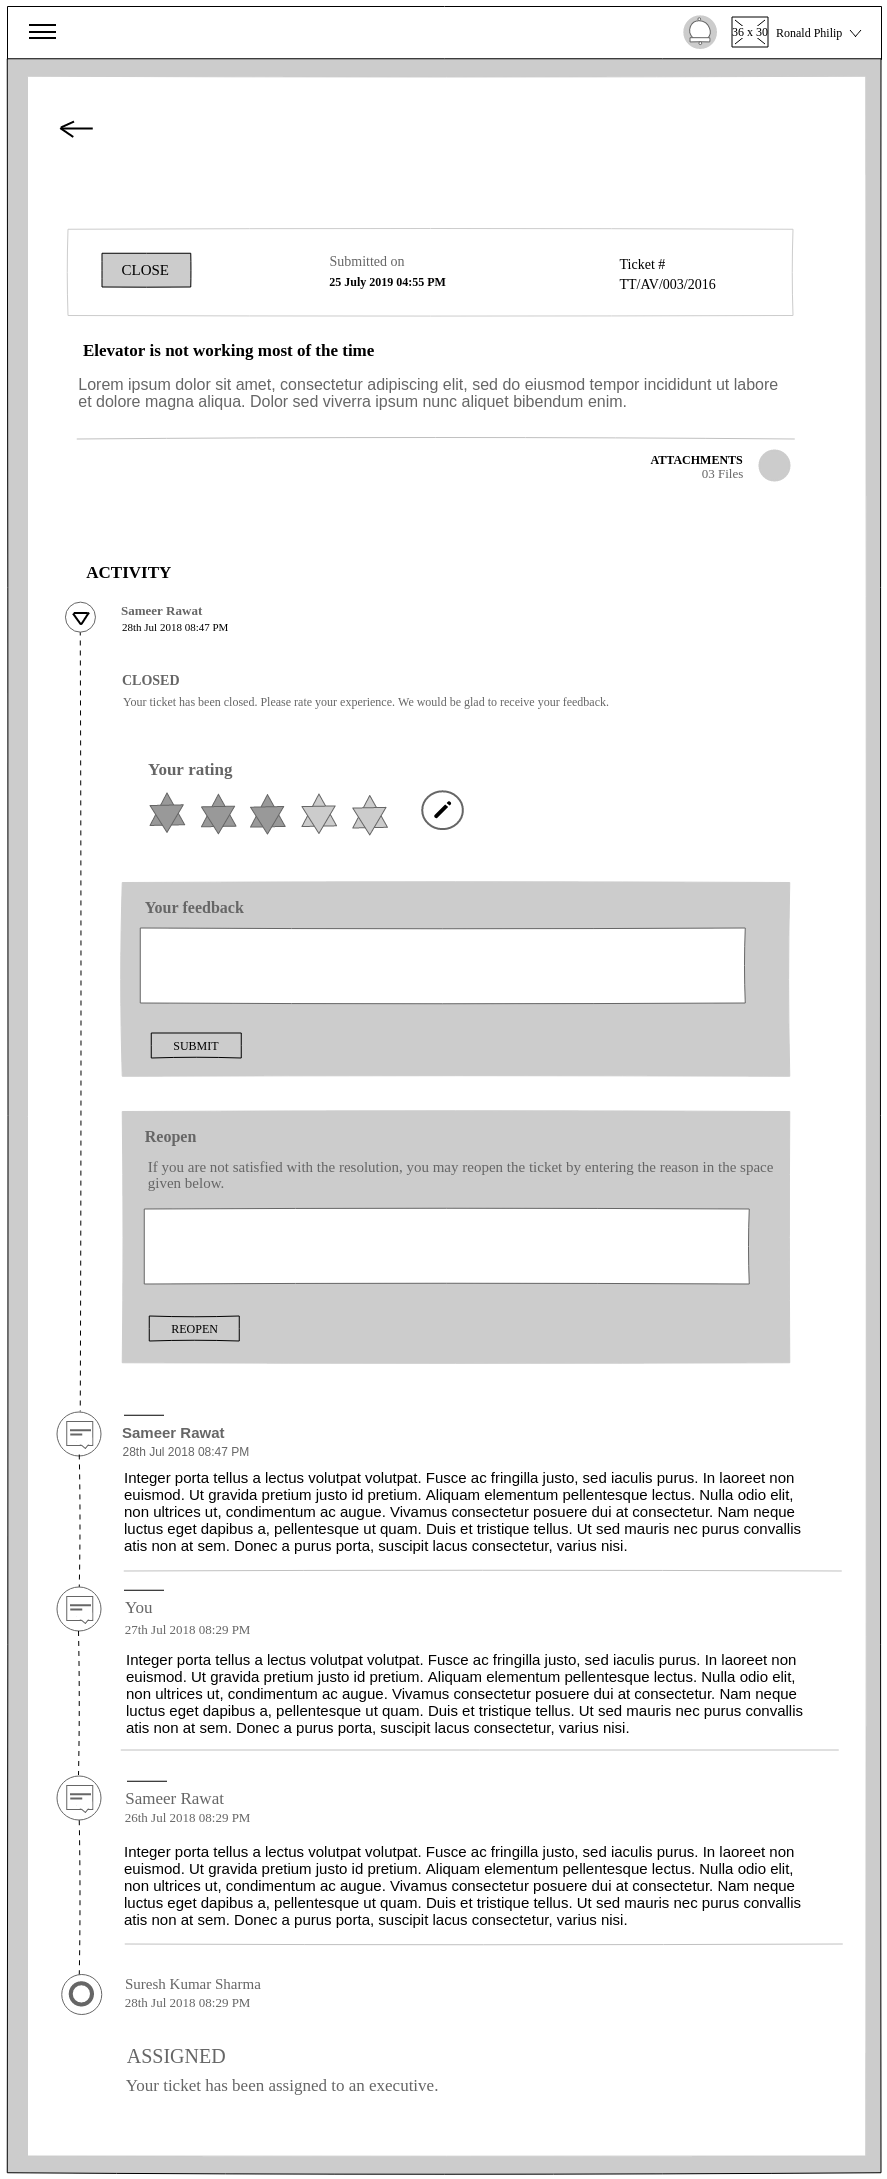 36 x 30 Ronald Philip
CLOSE
Submitted on
25 July 2019 04:55 PM
Ticket #
TT/AV/003/2016
Elevator is not working most of the time
Lorem ipsum dolor sit amet, consectetur adipiscing elit, sed do eiusmod tempor incididunt ut labore
et dolore magna aliqua. Dolor sed viverra ipsum nunc aliquet bibendum enim.
ATTACHMENTS
03 Files
ACTIVITY
Sameer Rawat
28th Jul 2018 08:47 PM
CLOSED
Your ticket has been closed. Please rate your experience. We would be glad to receive your feedback.
Your rating
Your feedback
SUBMIT
Reopen
If you are not satisfied with the resolution, you may reopen the ticket by entering the reason in the space
given below.
REOPEN
Sameer Rawat
28th Jul 2018 08:47 PM
Integer porta tellus a lectus volutpat volutpat. Fusce ac fringilla justo, sed iaculis purus. In laoreet non
euismod. Ut gravida pretium justo id pretium. Aliquam elementum pellentesque lectus. Nulla odio elit,
non ultrices ut, condimentum ac augue. Vivamus consectetur posuere dui at consectetur. Nam neque
luctus eget dapibus a, pellentesque ut quam. Duis et tristique tellus. Ut sed mauris nec purus convallis
atis non at sem. Donec a purus porta, suscipit lacus consectetur, varius nisi.
You
27th Jul 2018 08:29 PM
Integer porta tellus a lectus volutpat volutpat. Fusce ac fringilla justo, sed iaculis purus. In laoreet non
euismod. Ut gravida pretium justo id pretium. Aliquam elementum pellentesque lectus. Nulla odio elit,
non ultrices ut, condimentum ac augue. Vivamus consectetur posuere dui at consectetur. Nam neque
luctus eget dapibus a, pellentesque ut quam. Duis et tristique tellus. Ut sed mauris nec purus convallis
atis non at sem. Donec a purus porta, suscipit lacus consectetur, varius nisi.
Sameer Rawat
26th Jul 2018 08:29 PM
Integer porta tellus a lectus volutpat volutpat. Fusce ac fringilla justo, sed iaculis purus. In laoreet non
euismod. Ut gravida pretium justo id pretium. Aliquam elementum pellentesque lectus. Nulla odio elit,
non ultrices ut, condimentum ac augue. Vivamus consectetur posuere dui at consectetur. Nam neque
luctus eget dapibus a, pellentesque ut quam. Duis et tristique tellus. Ut sed mauris nec purus convallis
atis non at sem. Donec a purus porta, suscipit lacus consectetur, varius nisi.
Suresh Kumar Sharma
28th Jul 2018 08:29 PM
ASSIGNED
Your ticket has been assigned to an executive.